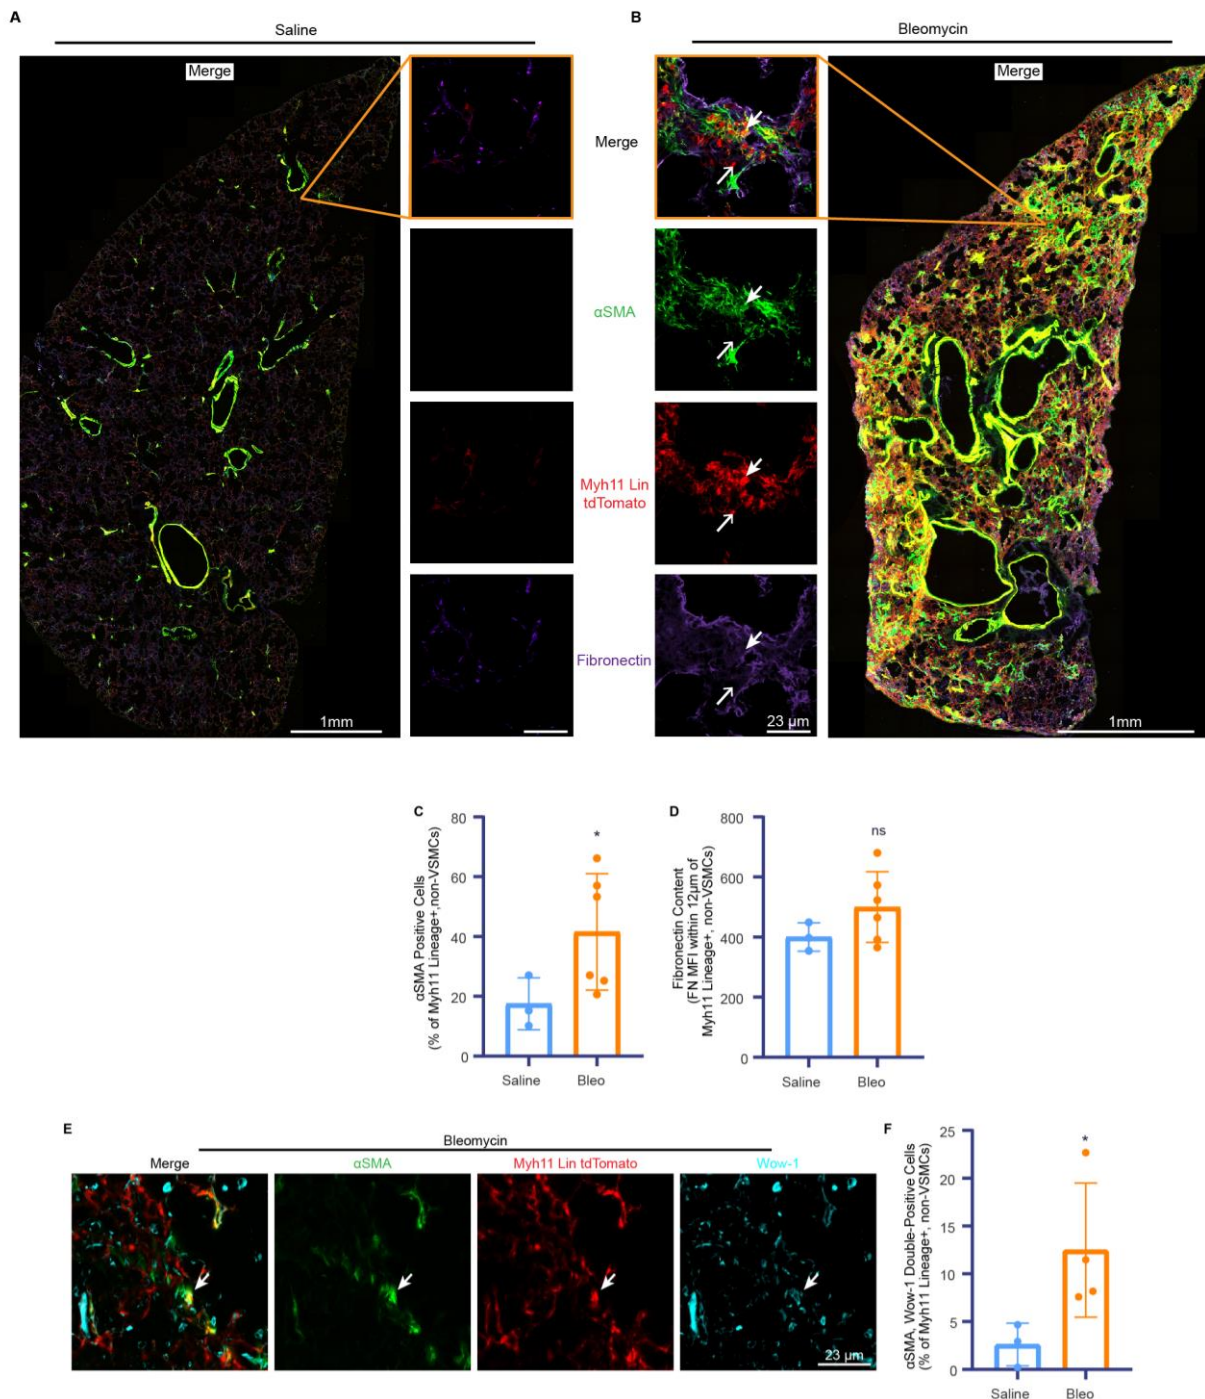 A
Saline
B
Bleomycin
Merge
Merge
Merge
αSMA
Myh11 Lin
tdTomato
Fibronectin
1mm
23 µm
1mm
C
αSMA Positive Cells
(% of Myh11 Lineage+,non-VSMCs)
80
60
40
20
0
*
Saline
Bleo
D
Fibronectin Content
(FN MFI within 12µm of
Myh11 Lineage+, non-VSMCs)
800
600
400
200
0
ns
Saline
Bleo
E
Bleomycin
Merge
αSMA
Myh11 Lin tdTomato
Wow-1
23 µm
F
αSMA, Wow-1 Double-Positive Cells
(% of Myh11 Lineage+, non-VSMCs)
25
20
15
10
5
0
*
Saline
Bleo